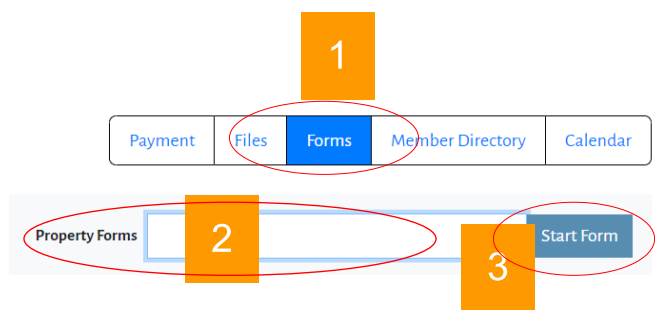 1
Payment Files Forms Member Directory Calendar
Property Forms 2 3 Start Form